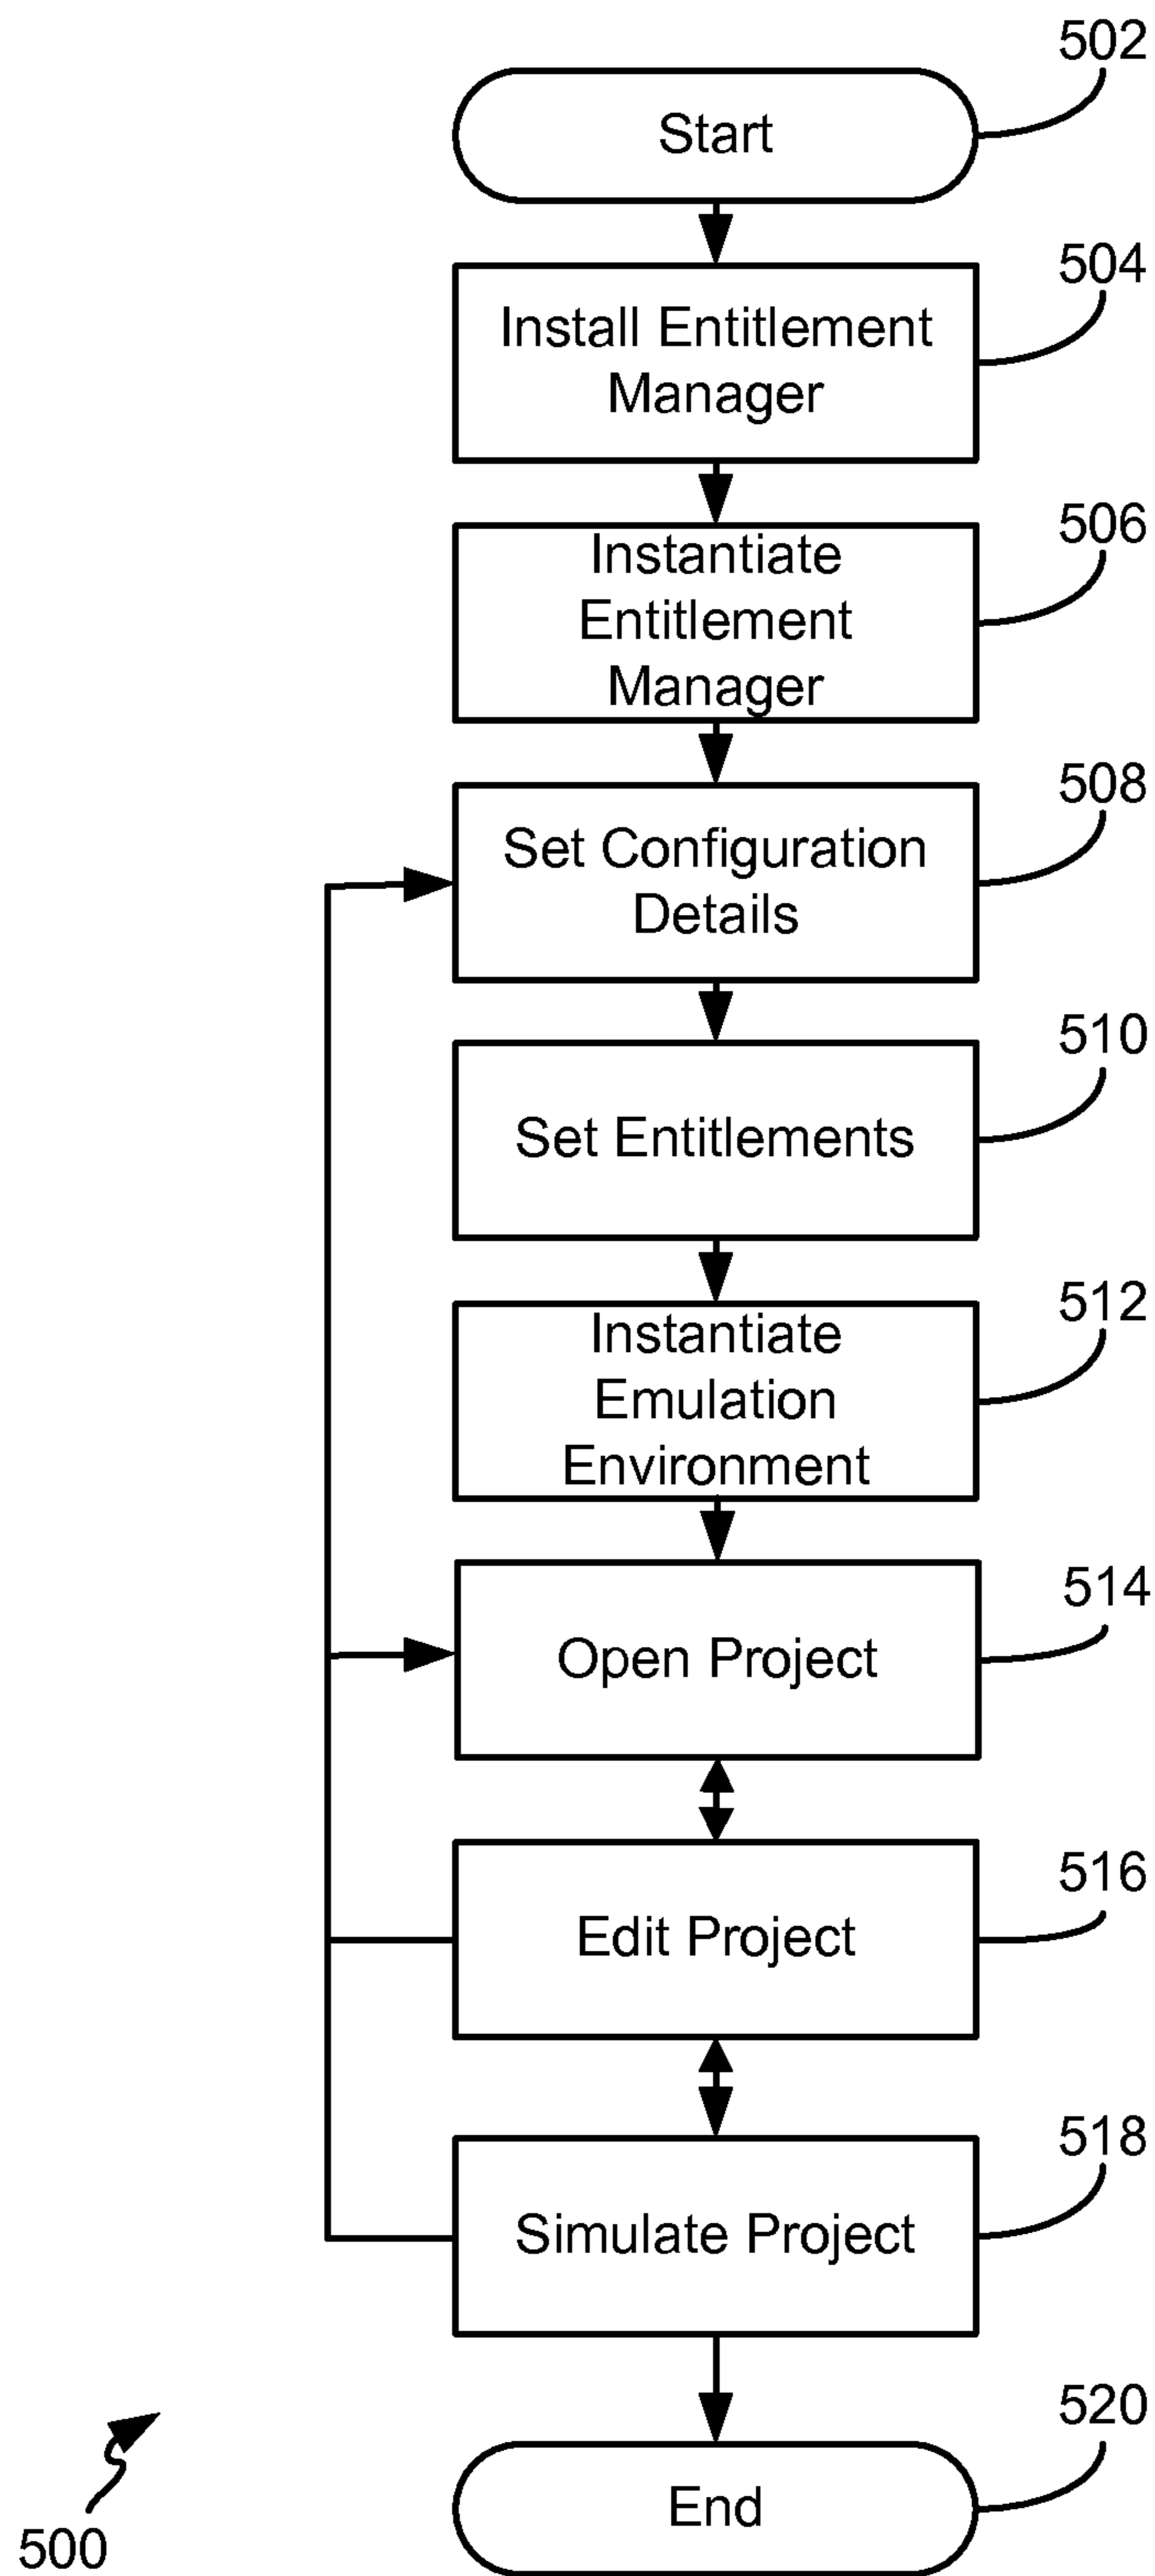 502
Start
504
Install Entitlement
Manager
506
Instantiate
Entitlement
Manager
508
Set Configuration
Details
510
Set Entitlements
512
Instantiate
Emulation
Environment
514
Open Project
516
Edit Project
518
Simulate Project
520
End
500